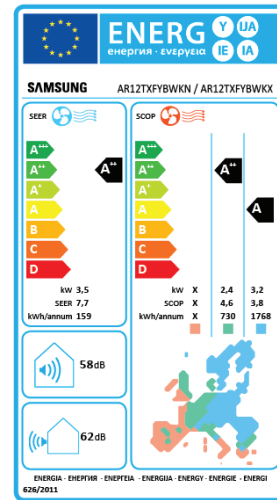 ENERG Y IJA
енергия · ενεργεια IE IA
SAMSUNG AR12TXFYBWKN / AR12TXFYBWKX
SEER SCOP
A+++ A+++
A++ A++ A++ A++
A+ A+
A A A
B B
C C
D D
kW 3,5 kW X 2,4 3,2
SEER 7,7 SCOP X 4,6 3,8
kWh/annum 159 kWh/annum X 730 1768
58dB
62dB
ENERGIA · ЕНЕРГИЯ · ΕΝΕΡΓΕΙΑ · ENERGIJA · ENERGY · ENERGIE · ENERGI
626/2011